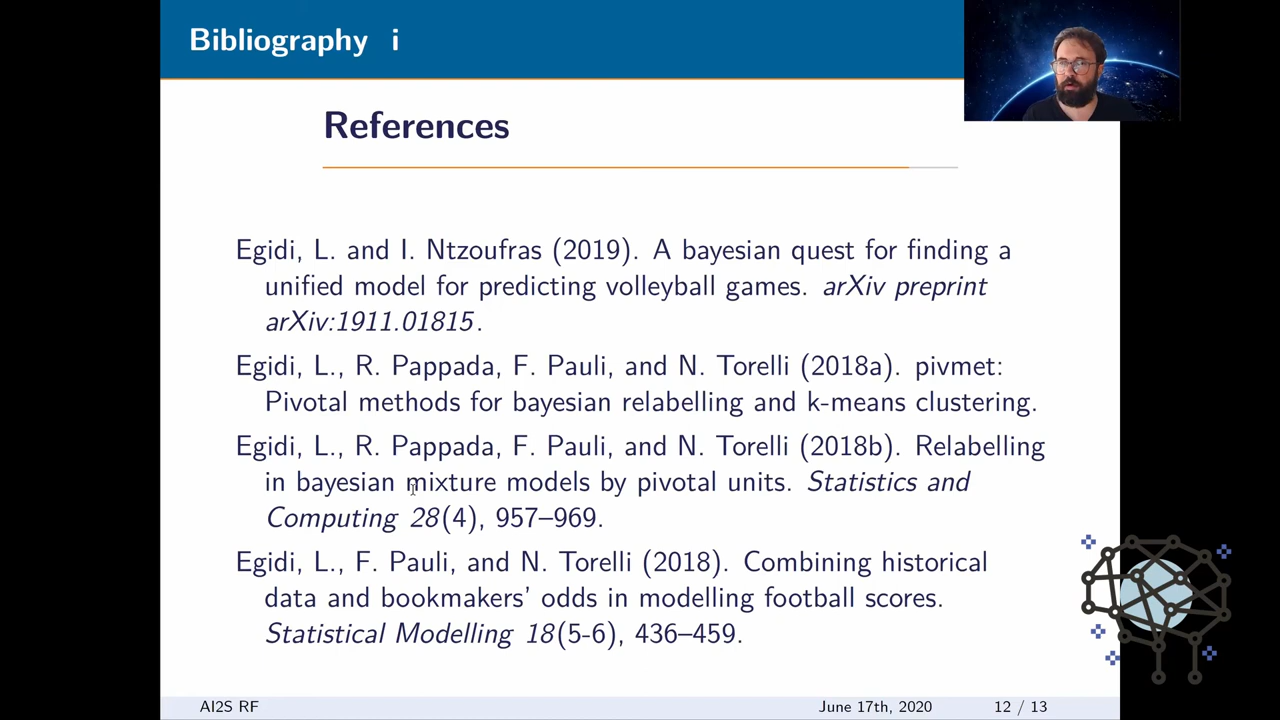 Bibliography i
References
Egidi, L. and I. Ntzoufras (2019). A bayesian quest for finding a
unified model for predicting volleyball games. arXiv preprint
arXiv:1911.01815.
Egidi, L., R. Pappada, F. Pauli, and N. Torelli (2018a). pivmet:
Pivotal methods for bayesian relabelling and k-means clustering.
Egidi, L., R. Pappada, F. Pauli, and N. Torelli (2018b). Relabelling
in bayesian mixture models by pivotal units. Statistics and
Computing 28(4), 957–969.
Egidi, L., F. Pauli, and N. Torelli (2018). Combining historical
data and bookmakers' odds in modelling football scores.
Statistical Modelling 18(5-6), 436–459.
AI2S RF June 17th, 2020 12 / 13